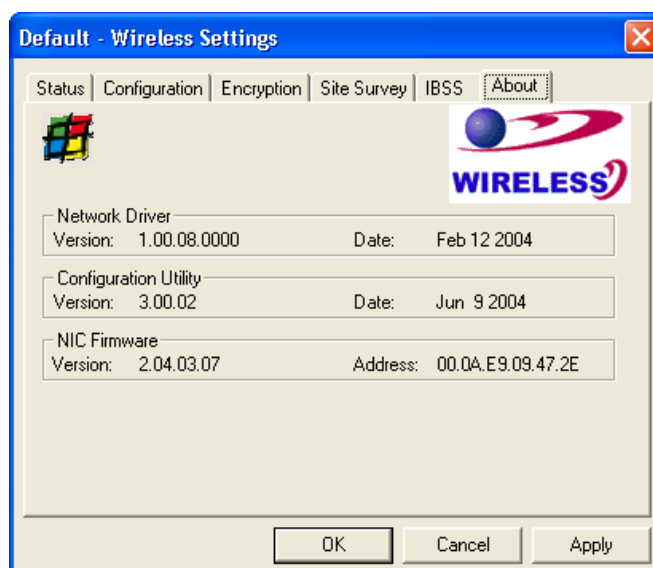 Default - Wireless Settings
Status Configuration Encryption Site Survey IBSS About
WIRELESS
Network Driver
Version: 1.00.08.0000 Date: Feb 12 2004
Configuration Utility
Version: 3.00.02 Date: Jun 9 2004
NIC Firmware
Version: 2.04.03.07 Address: 00.0A.E9.09.47.2E
OK Cancel Apply